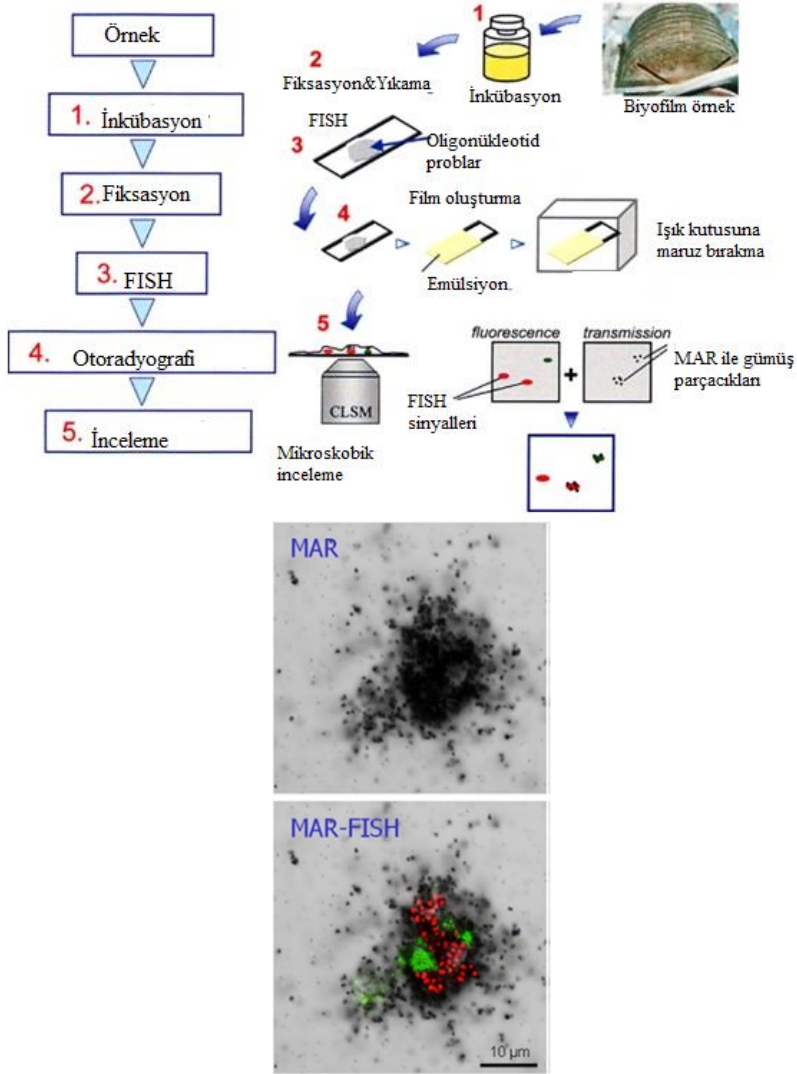 Örnek
1. İnkübasyon
2. Fiksasyon
3. FISH
4. Otoradyografi
5. İnceleme
1
İnkübasyon
Biyofilm örnek
2
Fiksasyon&Yıkama
3
FISH
Oligonükleotid
problar
4
Film oluşturma
Emülsiyon.
Işık kutusuna
maruz bırakma
5
CLSM
Mikroskobik
inceleme
fluorescence
transmission
+
FISH
sinyalleri
MAR ile gümüş
parçacıkları
MAR
MAR-FISH
10 µm